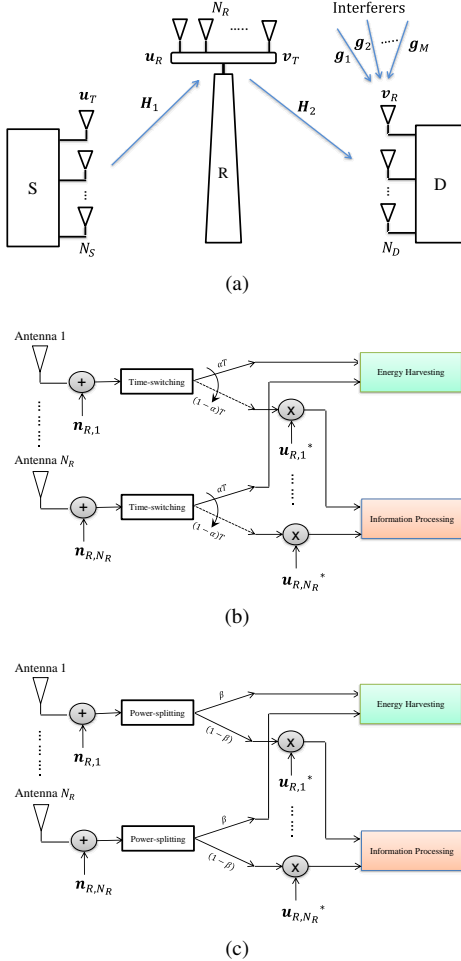 N_R
Interferers
.....
g_1
g_2
.....
g_M
u_R
v_T
u_T
H_1
H_2
v_R
S
R
D
...
...
N_S
N_D
(a)
Antenna 1
+
Time-switching
αT
(1−α)T
Energy Harvesting
n_{R,1}
X
u_{R,1}*
......
Antenna N_R
+
Time-switching
αT
(1−α)T
X
Information Processing
n_{R,N_R}
u_{R,N_R}*
(b)
Antenna 1
+
Power-splitting
β
(1−β)
Energy Harvesting
n_{R,1}
X
u_{R,1}*
......
Antenna N_R
+
Power-splitting
β
(1−β)
X
Information Processing
n_{R,N_R}
u_{R,N_R}*
(c)